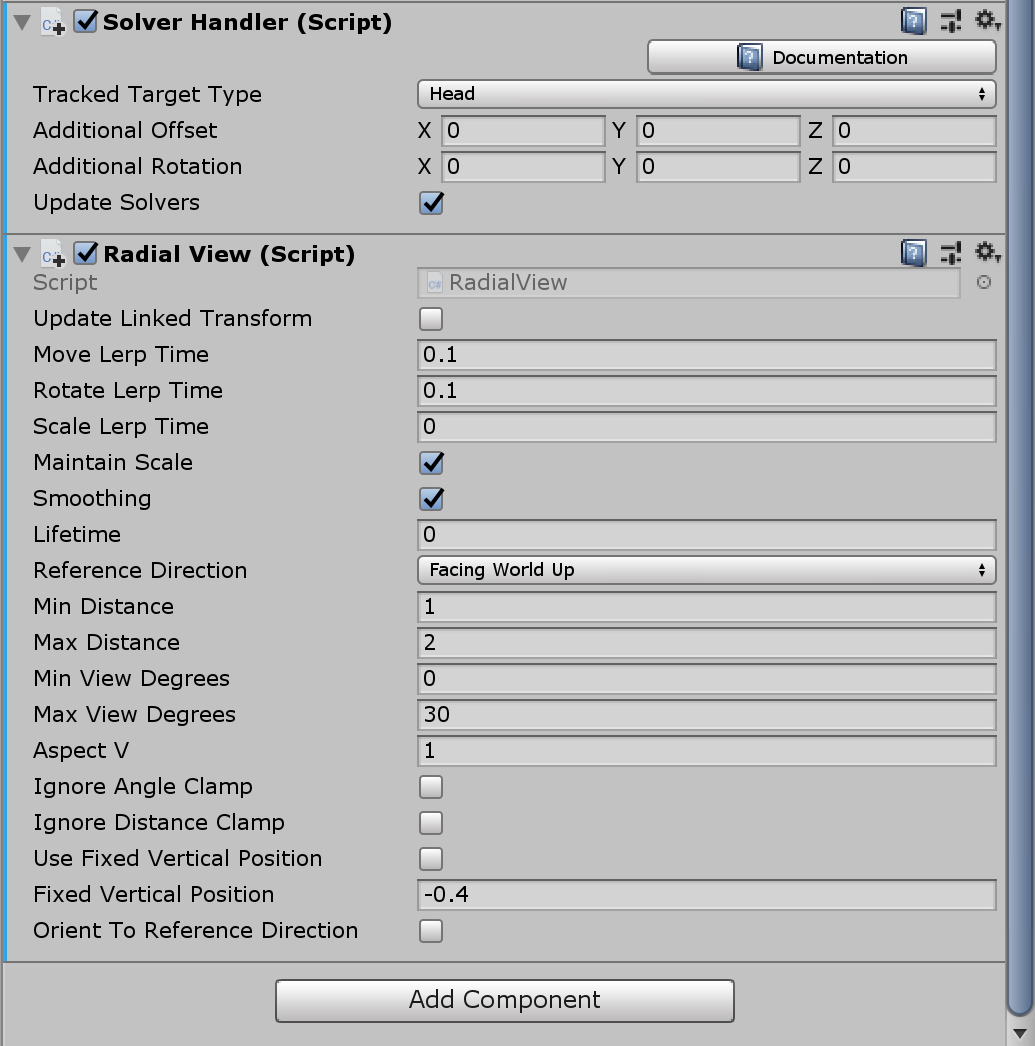 Solver Handler (Script)
Documentation
Tracked Target Type Head
Additional Offset X 0 Y 0 Z 0
Additional Rotation X 0 Y 0 Z 0
Update Solvers
Radial View (Script)
Script C# RadialView
Update Linked Transform
Move Lerp Time 0.1
Rotate Lerp Time 0.1
Scale Lerp Time 0
Maintain Scale
Smoothing
Lifetime 0
Reference Direction Facing World Up
Min Distance 1
Max Distance 2
Min View Degrees 0
Max View Degrees 30
Aspect V 1
Ignore Angle Clamp
Ignore Distance Clamp
Use Fixed Vertical Position
Fixed Vertical Position -0.4
Orient To Reference Direction
Add Component